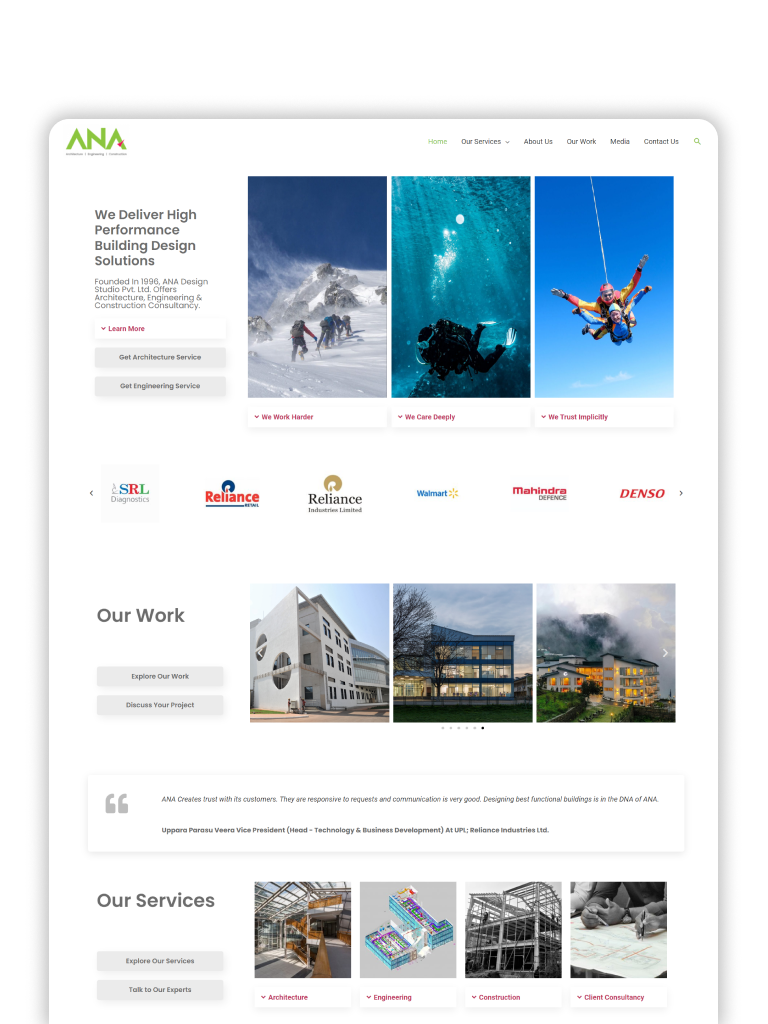 ANA
Architecture | Engineering | Construction
Home
Our Services
About Us
Our Work
Media
Contact Us
We Deliver High
Performance
Building Design
Solutions
Founded In 1996, ANA Design
Studio Pvt. Ltd. Offers
Architecture, Engineering &
Construction Consultancy.
Learn More
Get Architecture Service
Get Engineering Service
We Work Harder
We Care Deeply
We Trust Implicitly
SRL
Diagnostics
Reliance
RETAIL
Reliance
Industries Limited
Walmart
Mahindra
DEFENCE
DENSO
Our Work
Explore Our Work
Discuss Your Project
ANA Creates trust with its customers. They are responsive to requests and communication is very good. Designing best functional buildings is in the DNA of ANA.
Uppara Parasu Veera Vice President (Head - Technology & Business Development) At UPL; Reliance Industries Ltd.
Our Services
Explore Our Services
Talk to Our Experts
Architecture
Engineering
Construction
Client Consultancy